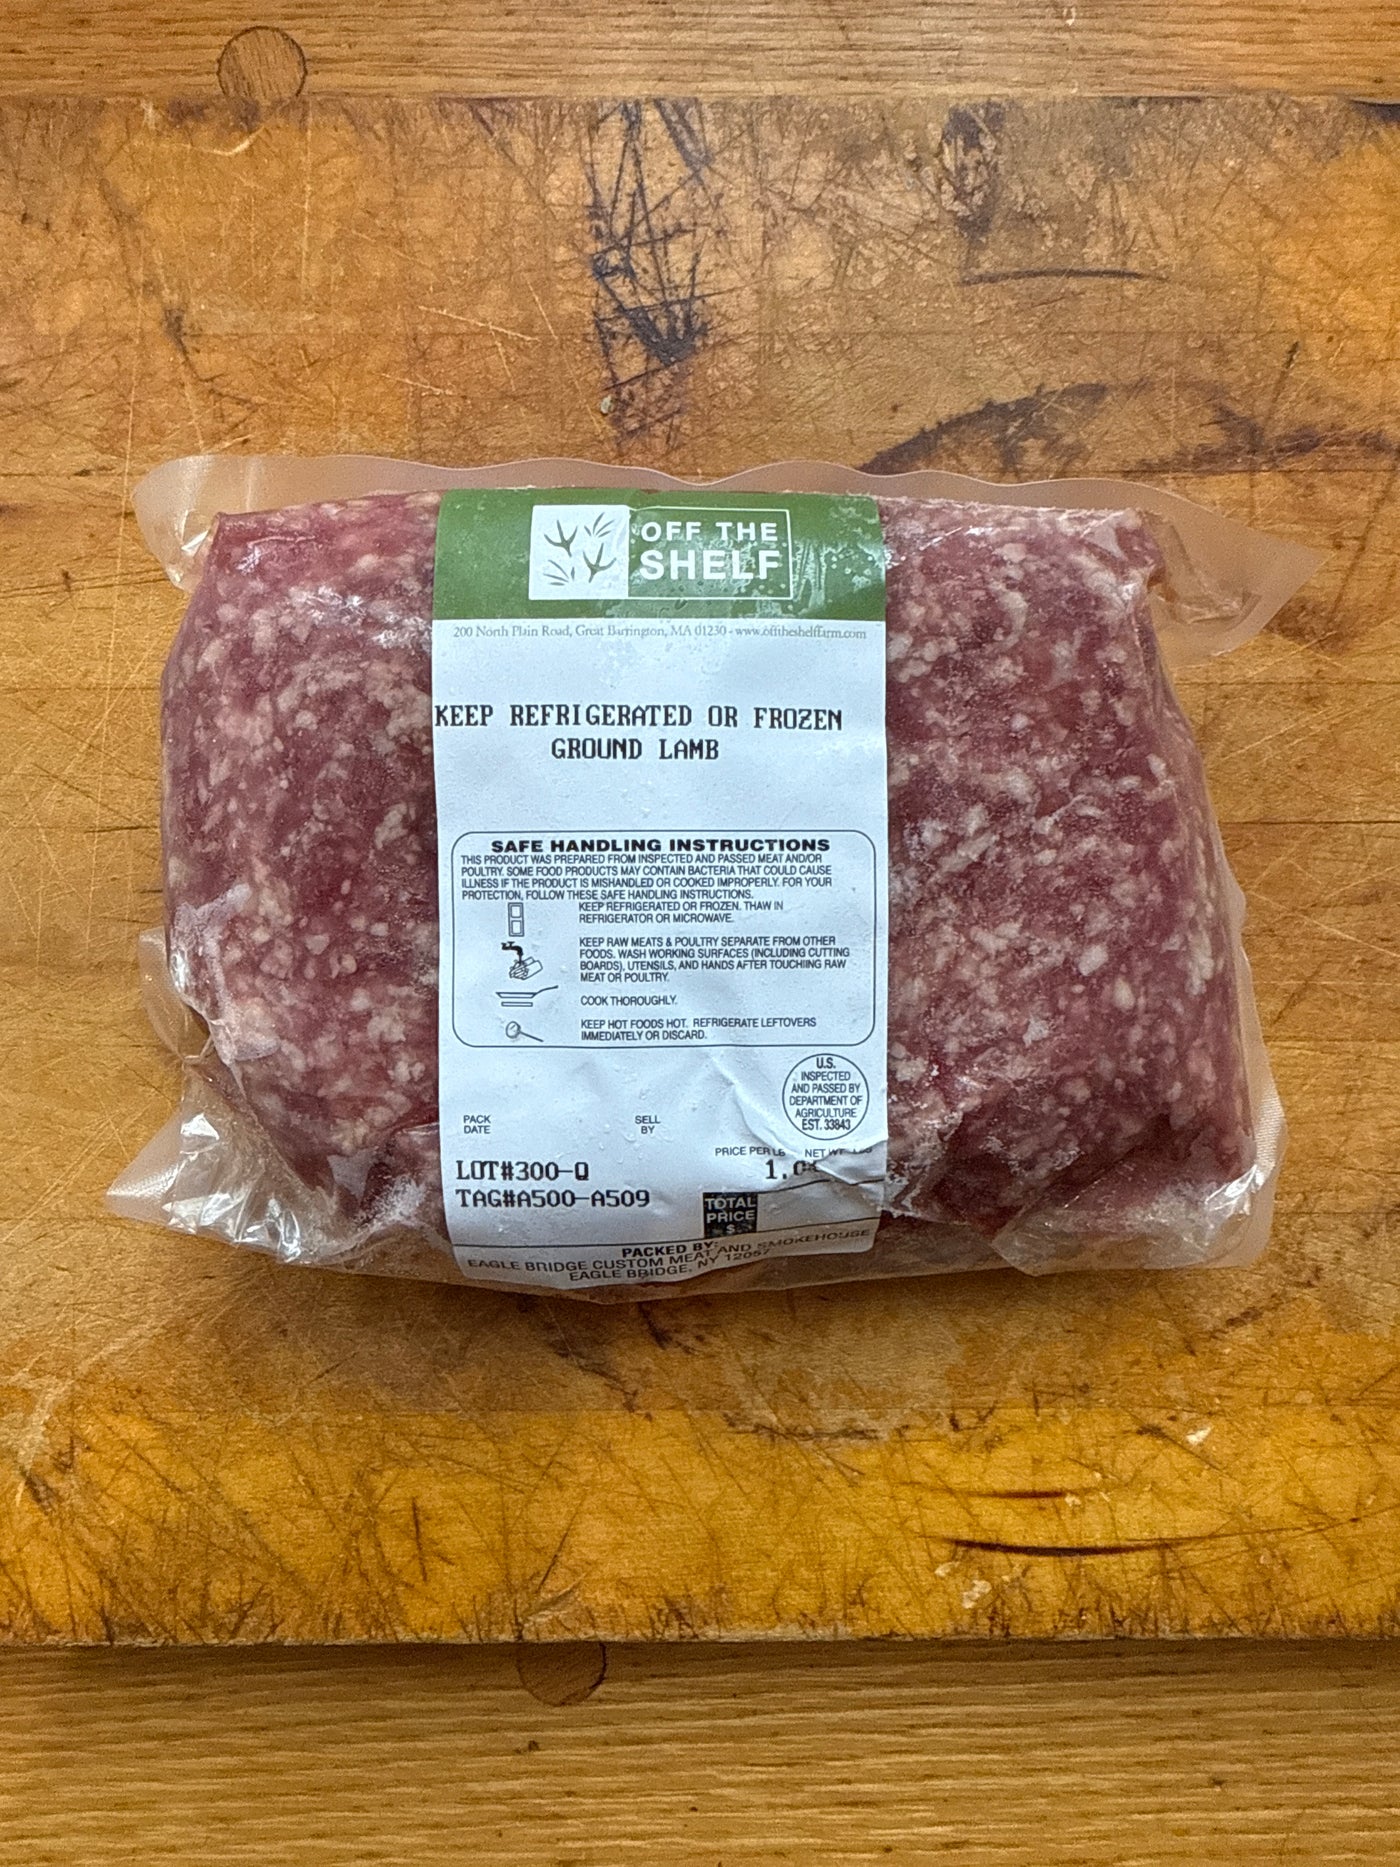 OFF THE
SHELF
200 North Plain Road, Great Barrington, MA 01230 - www.offtheshelffarm.com
KEEP REFRIGERATED OR FROZEN
GROUND LAMB
SAFE HANDLING INSTRUCTIONS
THIS PRODUCT WAS PREPARED FROM INSPECTED AND PASSED MEAT AND/OR
POULTRY. SOME FOOD PRODUCTS MAY CONTAIN BACTERIA THAT COULD CAUSE
ILLNESS IF THE PRODUCT IS MISHANDLED OR COOKED IMPROPERLY. FOR YOUR
PROTECTION, FOLLOW THESE SAFE HANDLING INSTRUCTIONS.
KEEP REFRIGERATED OR FROZEN. THAW IN
REFRIGERATOR OR MICROWAVE.
KEEP RAW MEATS & POULTRY SEPARATE FROM OTHER
FOODS. WASH WORKING SURFACES (INCLUDING CUTTING
BOARDS), UTENSILS, AND HANDS AFTER TOUCHING RAW
MEAT OR POULTRY.
COOK THOROUGHLY.
KEEP HOT FOODS HOT. REFRIGERATE LEFTOVERS
IMMEDIATELY OR DISCARD.
U.S.
INSPECTED
AND PASSED BY
DEPARTMENT OF
AGRICULTURE
EST. 33843
PACK
DATE
SELL
BY
PRICE PER LB NET WT
LOT#300-Q
TAG#A500-A509
TOTAL
PRICE
$
PACKED BY:
EAGLE BRIDGE CUSTOM MEAT AND SMOKEHOUSE
EAGLE BRIDGE, NY 12057